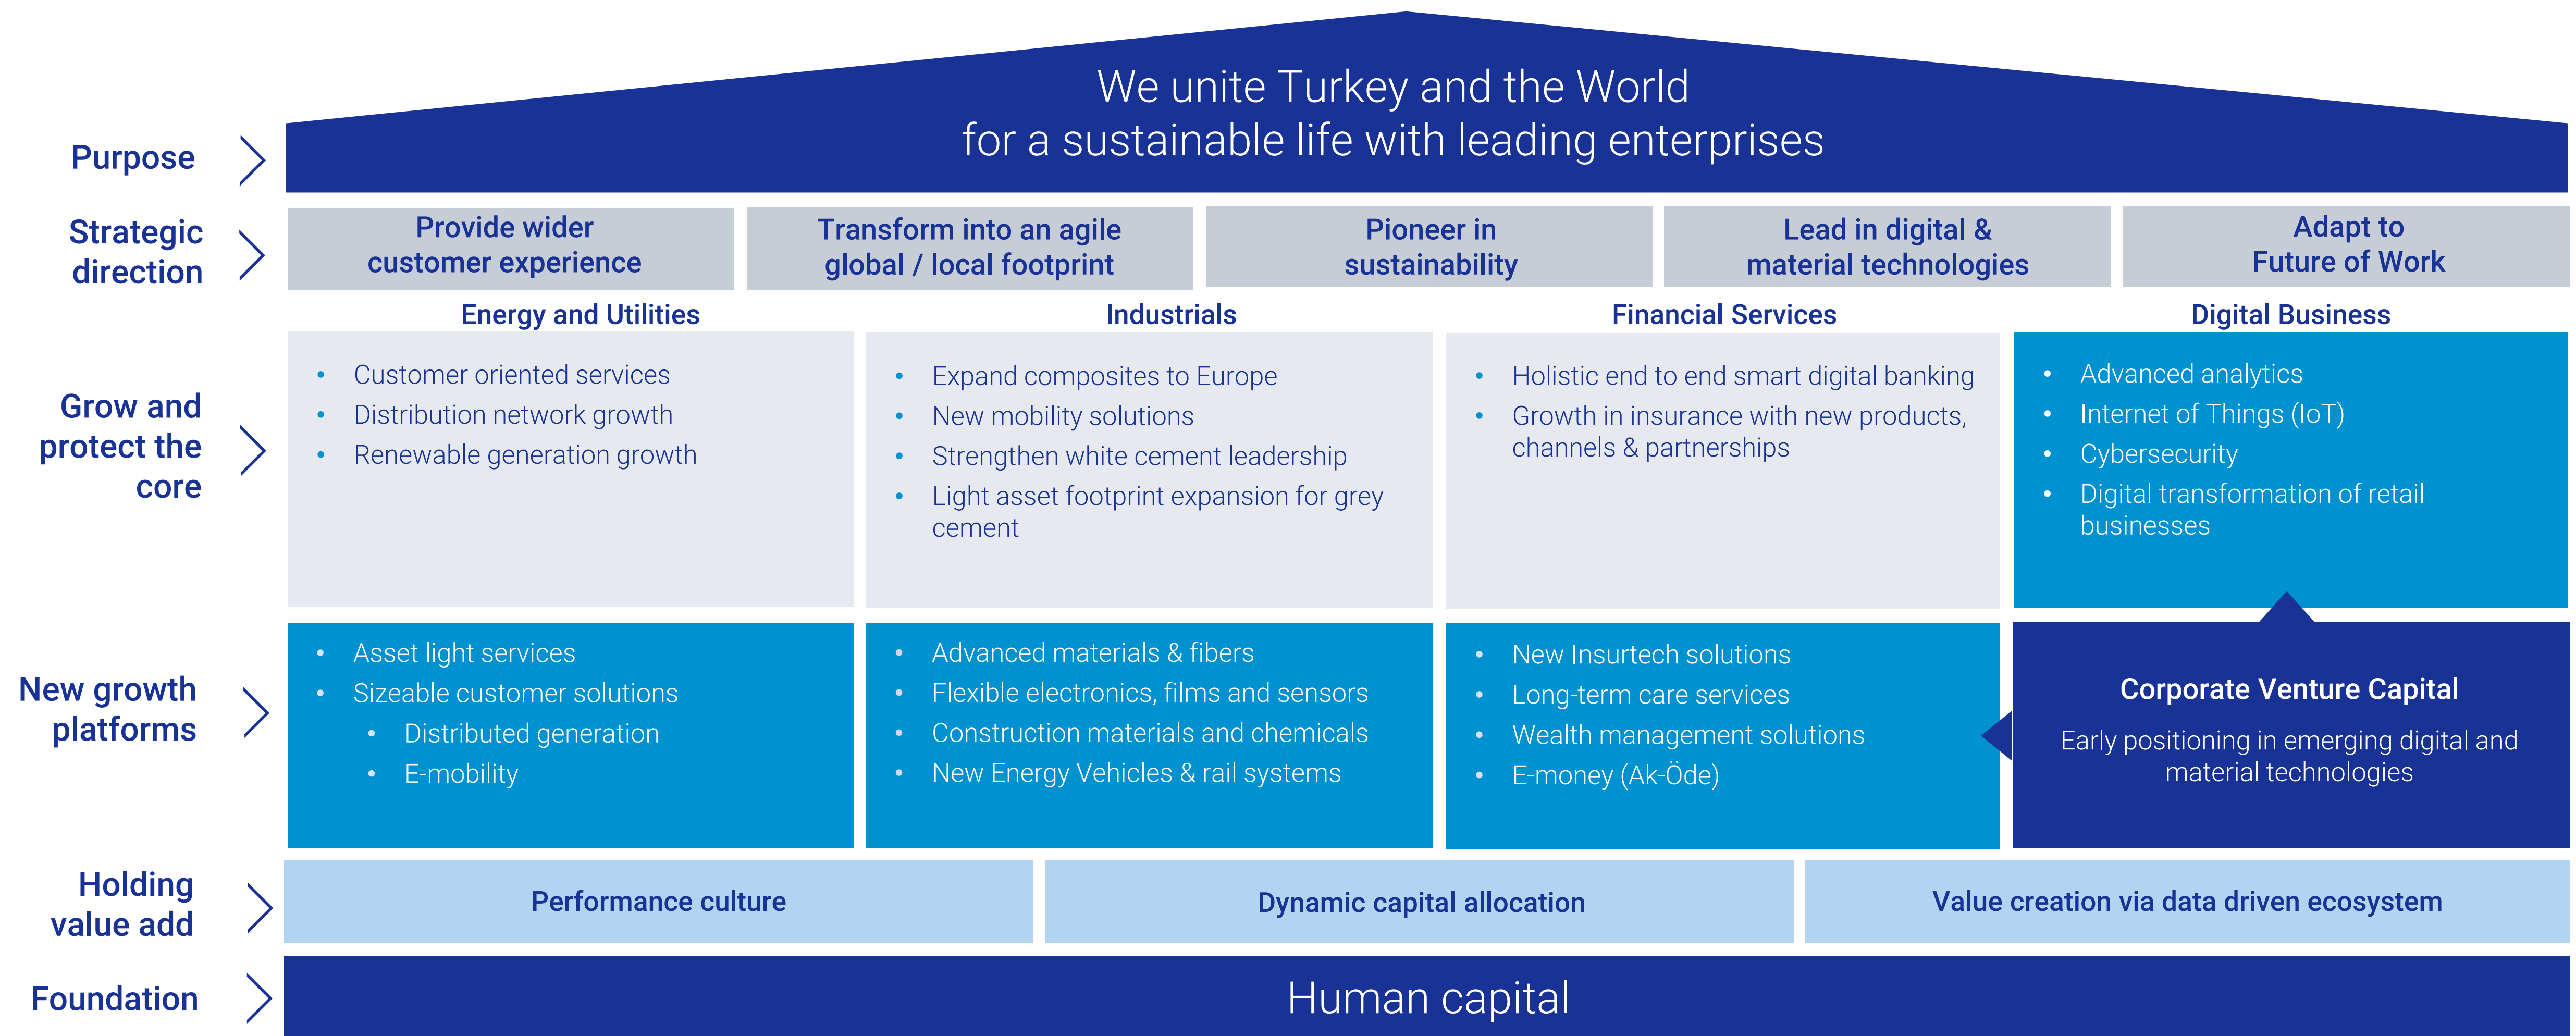 We unite Turkey and the World
for a sustainable life with leading enterprises
Purpose
Strategic
direction
Provide wider
customer experience
Transform into an agile
global / local footprint
Pioneer in
sustainability
Lead in digital &
material technologies
Adapt to
Future of Work
Energy and Utilities
Industrials
Financial Services
Digital Business
Grow and
protect the
core
• Customer oriented services
• Distribution network growth
• Renewable generation growth
• Expand composites to Europe
• New mobility solutions
• Strengthen white cement leadership
• Light asset footprint expansion for grey
cement
• Holistic end to end smart digital banking
• Growth in insurance with new products,
channels & partnerships
• Advanced analytics
• Internet of Things (IoT)
• Cybersecurity
• Digital transformation of retail
businesses
New growth
platforms
• Asset light services
• Sizeable customer solutions
• Distributed generation
• E-mobility
• Advanced materials & fibers
• Flexible electronics, films and sensors
• Construction materials and chemicals
• New Energy Vehicles & rail systems
• New Insurtech solutions
• Long-term care services
• Wealth management solutions
• E-money (Ak-Öde)
Corporate Venture Capital
Early positioning in emerging digital and
material technologies
Holding
value add
Performance culture
Dynamic capital allocation
Value creation via data driven ecosystem
Foundation
Human capital